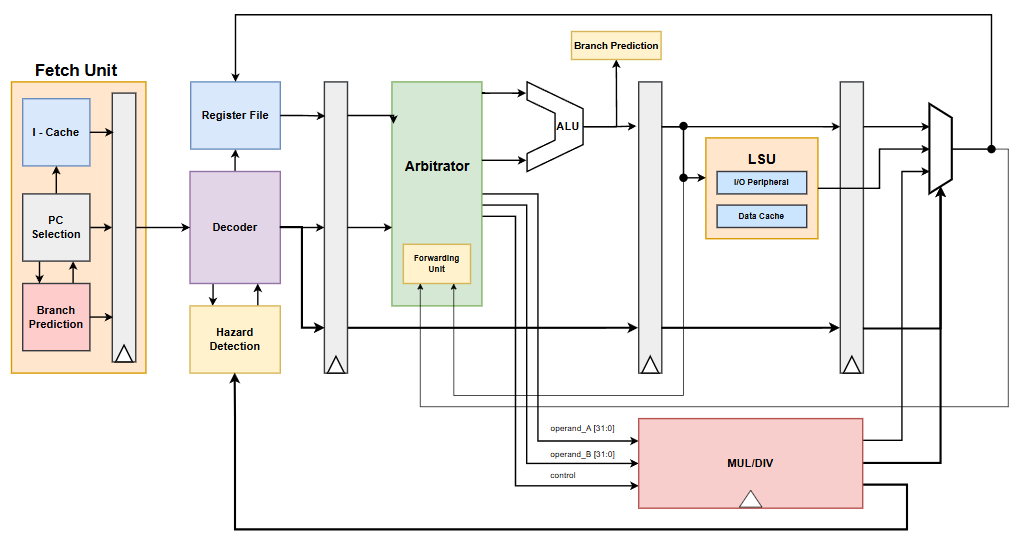 Fetch Unit
I - Cache
PC
Selection
Branch
Prediction
Register File
Decoder
Hazard
Detection
Arbitrator
Forwarding
Unit
ALU
Branch Prediction
LSU
I/O Peripheral
Data Cache
operand_A [31:0]
operand_B [31:0]
control
MUL/DIV